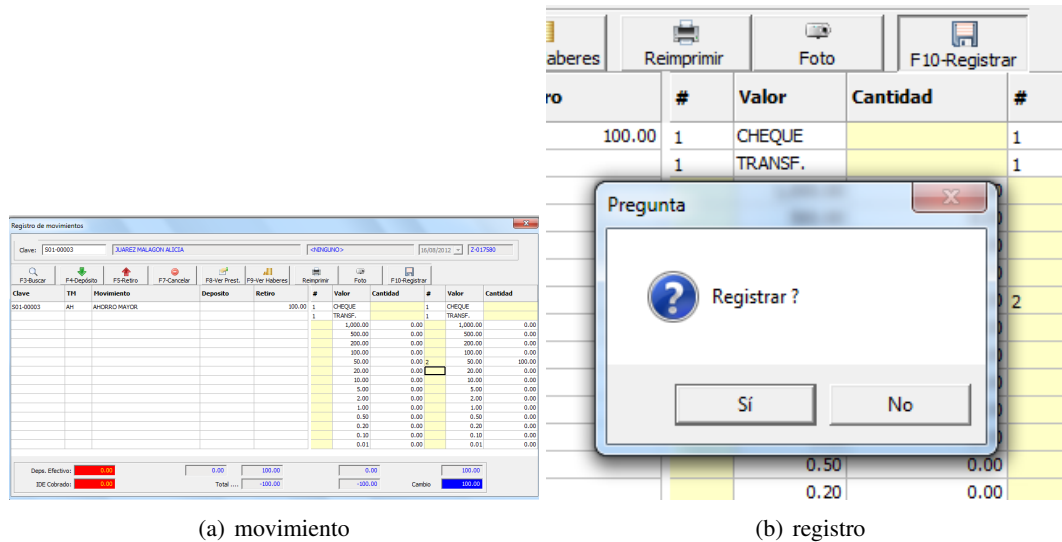 Registro de movimientos
Clave: S01-00003 JUAREZ MALAGON ALICIA <NINGUNO> 16/08/2012 Z-017580
F3-Buscar F4-Depósito F5-Retiro F7-Cancelar F8-Ver Prest. F9-Ver Haberes Reimprimir Foto F10-Registrar
Clave TM Movimiento Deposito Retiro # Valor Cantidad # Valor Cantidad
S01-00003 AH AHORRO MAYOR 100.00 1 CHEQUE 1 CHEQUE
1 TRANSF. 1 TRANSF.
1,000.00 0.00 1,000.00 0.00
500.00 0.00 500.00 0.00
200.00 0.00 200.00 0.00
100.00 0.00 100.00 0.00
50.00 0.00 2 50.00 100.00
20.00 0.00 20.00 0.00
10.00 0.00 10.00 0.00
5.00 0.00 5.00 0.00
2.00 0.00 2.00 0.00
1.00 0.00 1.00 0.00
0.50 0.00 0.50 0.00
0.20 0.00 0.20 0.00
0.10 0.00 0.10 0.00
0.01 0.00 0.01 0.00
Deps. Efectivo: 0.00 0.00 100.00 0.00 100.00
IDE Cobrado: 0.00 Total .... -100.00 -100.00 Cambio 100.00
(a) movimiento
aberes Reimprimir Foto F10-Registrar
ro # Valor Cantidad #
100.00 1 CHEQUE 1
1 TRANSF. 1
Pregunta
2
Registrar ?
Sí No
0.50 0.00
0.20 0.00
(b) registro